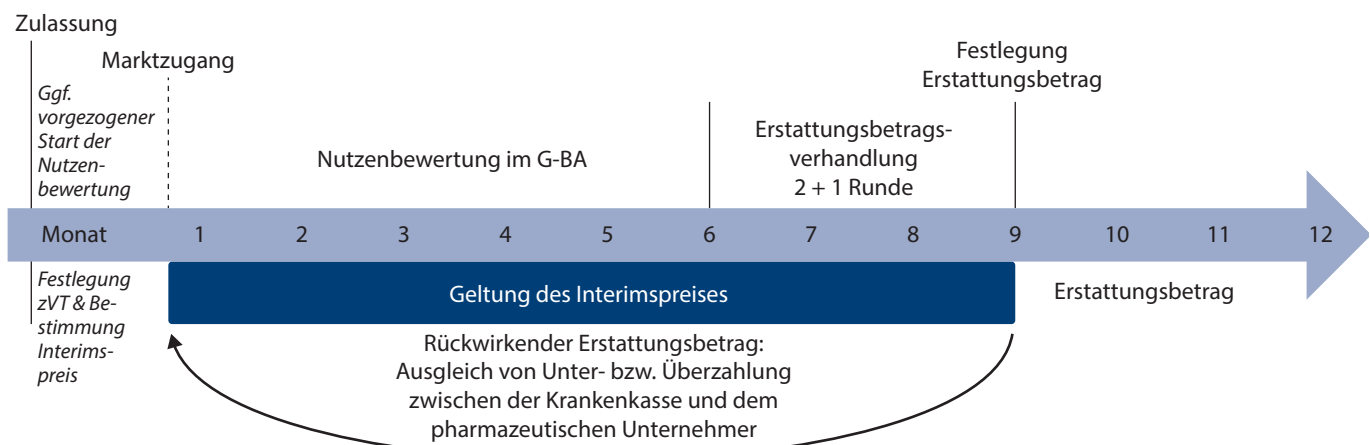 Zulassung
Marktzugang
Festlegung
Erstattungsbetrag
Ggf.
vorgezogener
Start der
Nutzen-
bewertung
Nutzenbewertung im G-BA
Erstattungsbetrags-
verhandlung
2 + 1 Runde
Monat 1 2 3 4 5 6 7 8 9 10 11 12
Festlegung
zVT & Be-
stimmung
Interims-
preis
Geltung des Interimspreises
Erstattungsbetrag
Rückwirkender Erstattungsbetrag:
Ausgleich von Unter- bzw. Überzahlung
zwischen der Krankenkasse und dem
pharmazeutischen Unternehmer